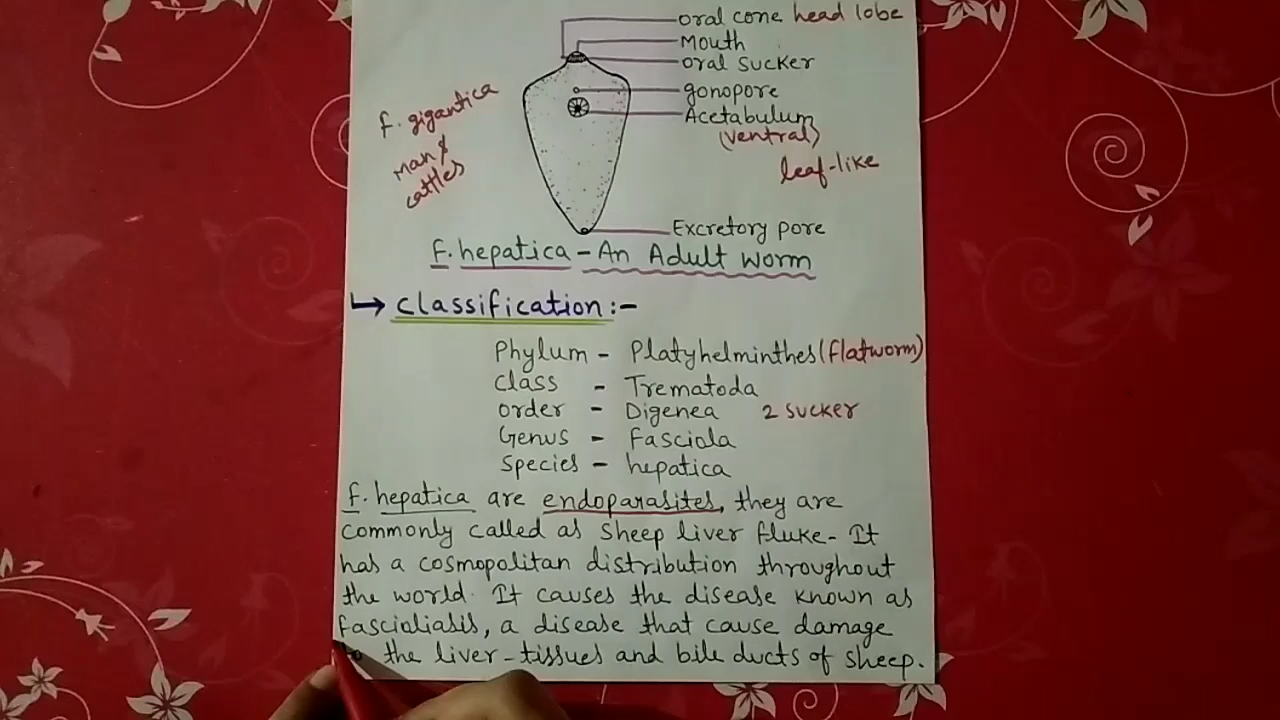 oral cone head lobe
Mouth
oral sucker
gonopore
Acetabulum
(ventral)
leaf-like
F. gigantica
man &
cattles
Excretory pore
F. hepatica - An Adult worm
↳ classification:-
Phylum - Platyhelminthes (flatworm)
class - Trematoda
order - Digenea 2 sucker
Genus - Fasciola
species - hepatica
F. hepatica are endoparasites, they are
commonly called as sheep liver fluke - It
has a cosmopolitan distribution throughout
the world. It causes the disease known as
fascioliasis, a disease that cause damage
to the liver-tissues and bile ducts of sheep.